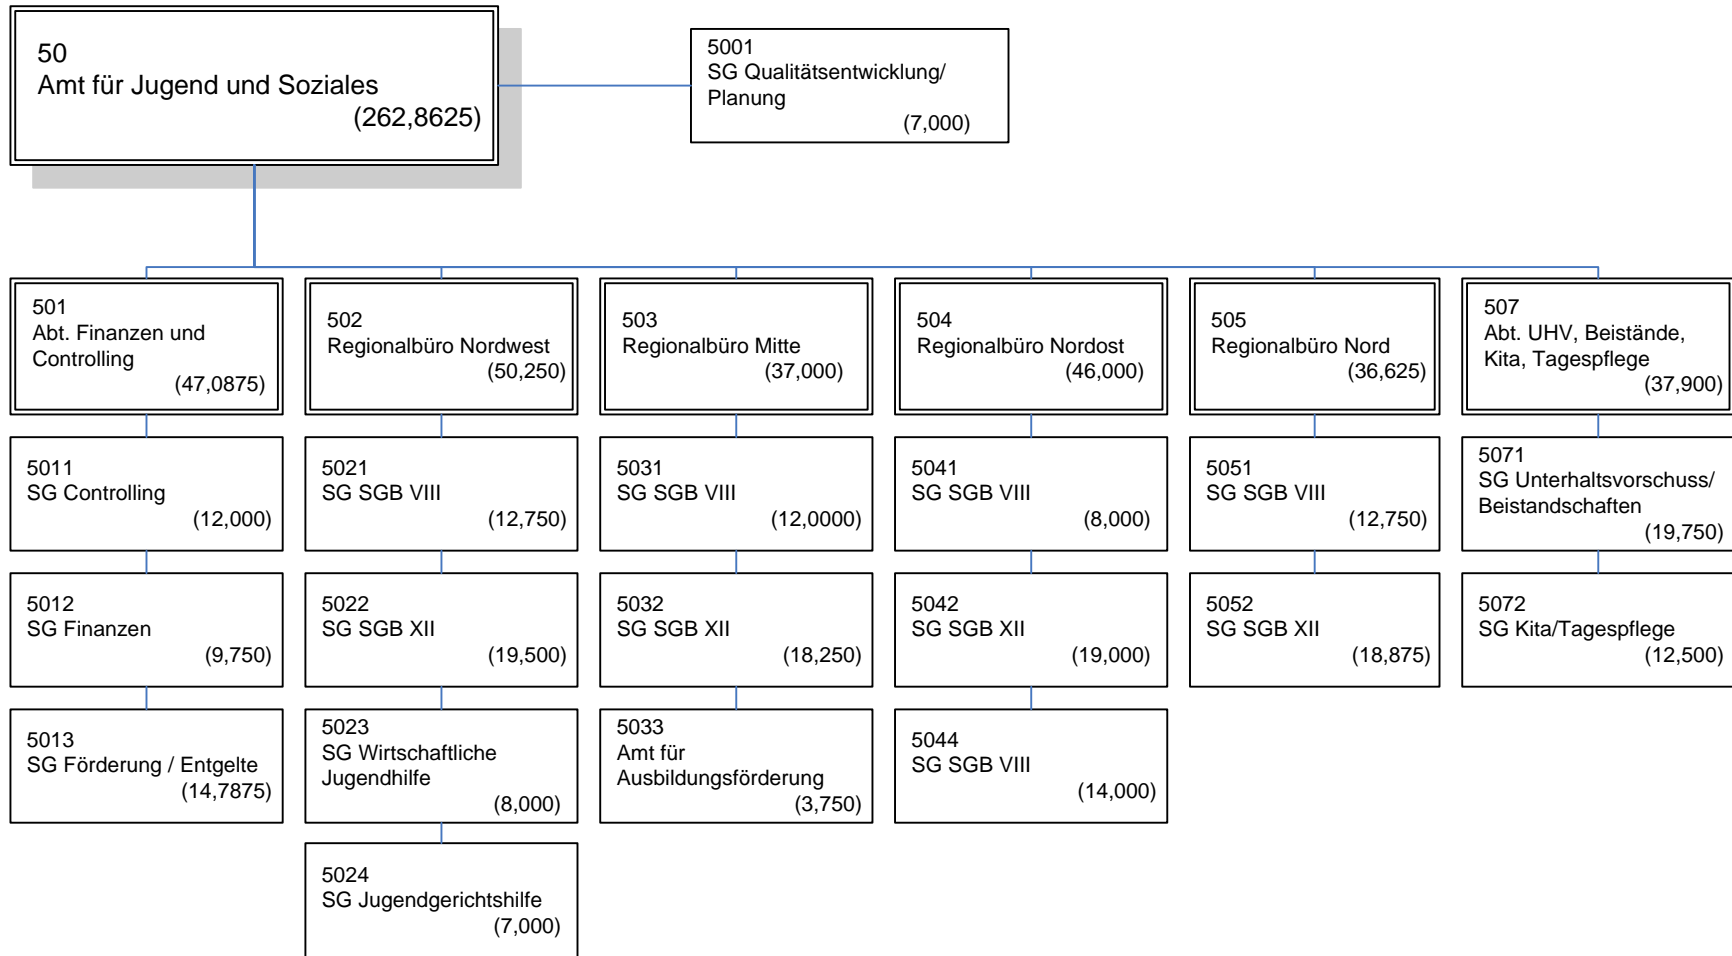 50
Amt für Jugend und Soziales
(262,8625)
5001
SG Qualitätsentwicklung/
Planung
(7,000)
501
Abt. Finanzen und
Controlling
(47,0875)
502
Regionalbüro Nordwest
(50,250)
503
Regionalbüro Mitte
(37,000)
504
Regionalbüro Nordost
(46,000)
505
Regionalbüro Nord
(36,625)
507
Abt. UHV, Beistände,
Kita, Tagespflege
(37,900)
5011
SG Controlling
(12,000)
5021
SG SGB VIII
(12,750)
5031
SG SGB VIII
(12,0000)
5041
SG SGB VIII
(8,000)
5051
SG SGB VIII
(12,750)
5071
SG Unterhaltsvorschuss/
Beistandschaften
(19,750)
5012
SG Finanzen
(9,750)
5022
SG SGB XII
(19,500)
5032
SG SGB XII
(18,250)
5042
SG SGB XII
(19,000)
5052
SG SGB XII
(18,875)
5072
SG Kita/Tagespflege
(12,500)
5013
SG Förderung / Entgelte
(14,7875)
5023
SG Wirtschaftliche
Jugendhilfe
(8,000)
5033
Amt für
Ausbildungsförderung
(3,750)
5044
SG SGB VIII
(14,000)
5024
SG Jugendgerichtshilfe
(7,000)